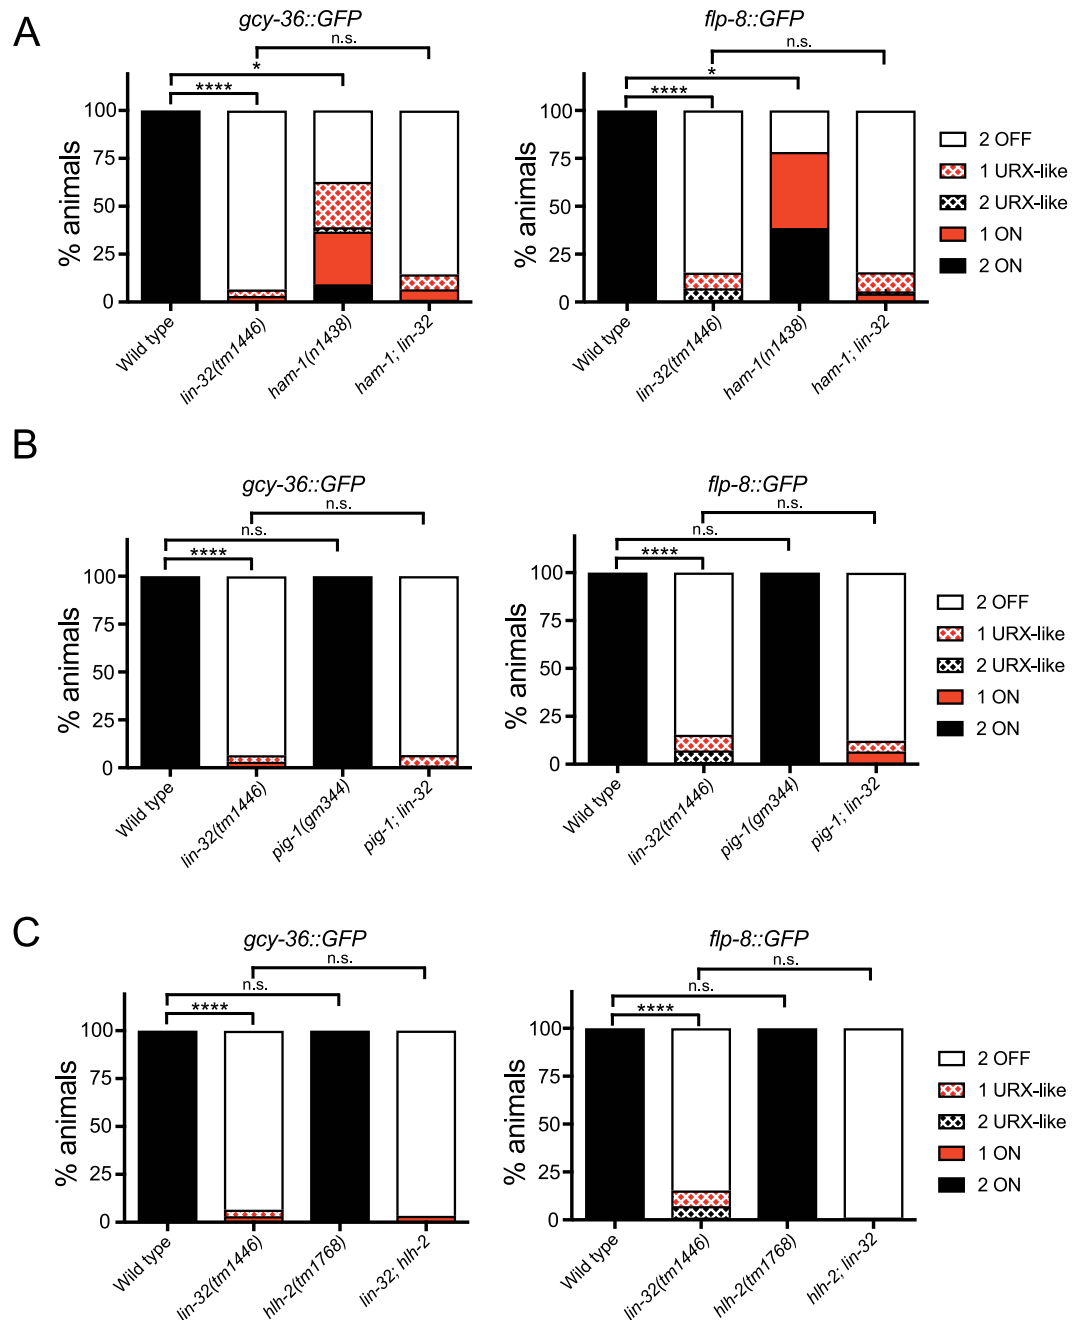 A
gcy-36::GFP
n.s.
*
****
100
75
50
25
0
% animals
Wild type
lin-32(tm1446)
ham-1(n1438)
ham-1; lin-32
flp-8::GFP
n.s.
*
****
100
75
50
25
0
% animals
Wild type
lin-32(tm1446)
ham-1(n1438)
ham-1; lin-32
2 OFF
1 URX-like
2 URX-like
1 ON
2 ON
B
gcy-36::GFP
n.s.
n.s.
****
100
75
50
25
0
% animals
Wild type
lin-32(tm1446)
pig-1(gm344)
pig-1; lin-32
flp-8::GFP
n.s.
n.s.
****
100
75
50
25
0
% animals
Wild type
lin-32(tm1446)
pig-1(gm344)
pig-1; lin-32
2 OFF
1 URX-like
2 URX-like
1 ON
2 ON
C
gcy-36::GFP
n.s.
n.s.
****
100
75
50
25
0
% animals
Wild type
lin-32(tm1446)
hlh-2(tm1768)
lin-32; hlh-2
flp-8::GFP
n.s.
n.s.
****
100
75
50
25
0
% animals
Wild type
lin-32(tm1446)
hlh-2(tm1768)
hlh-2; lin-32
2 OFF
1 URX-like
2 URX-like
1 ON
2 ON